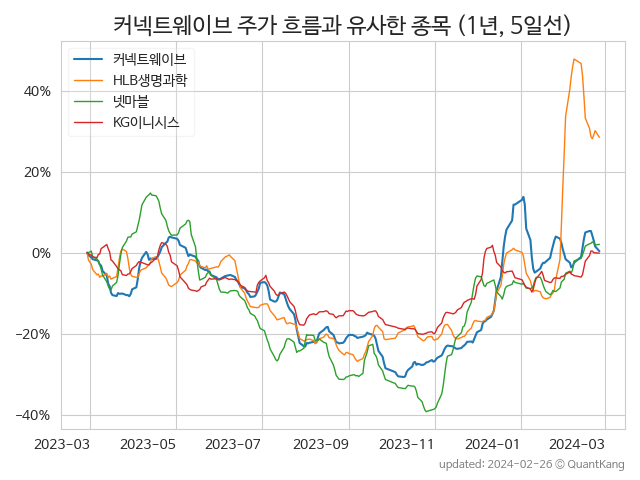 커넥트웨이브 주가 흐름과 유사한 종목 (1년, 5일선)
커넥트웨이브
HLB생명과학
넷마블
KG이니시스
40%
20%
0%
−20%
−40%
2023-03 2023-05 2023-07 2023-09 2023-11 2024-01 2024-03
updated: 2024-02-26 © QuantKang